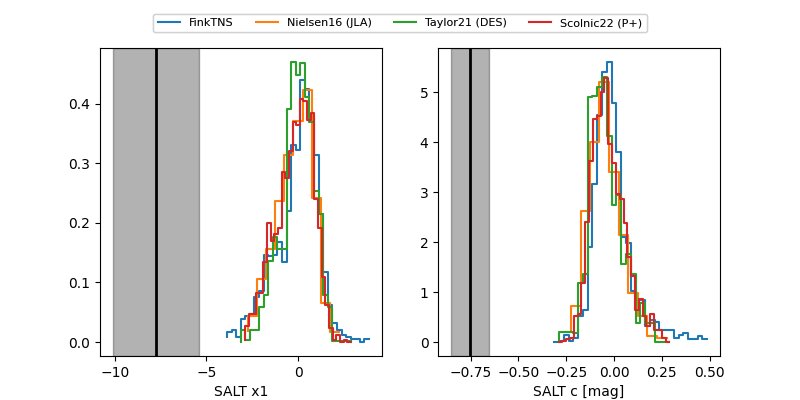 FinkTNS Nielsen16 (JLA) Taylor21 (DES) Scolnic22 (P+)
0.4
0.3
0.2
0.1
0.0
−10 −5 0
SALT x1
5
4
3
2
1
0
−0.75 −0.50 −0.25 0.00 0.25 0.50
SALT c [mag]